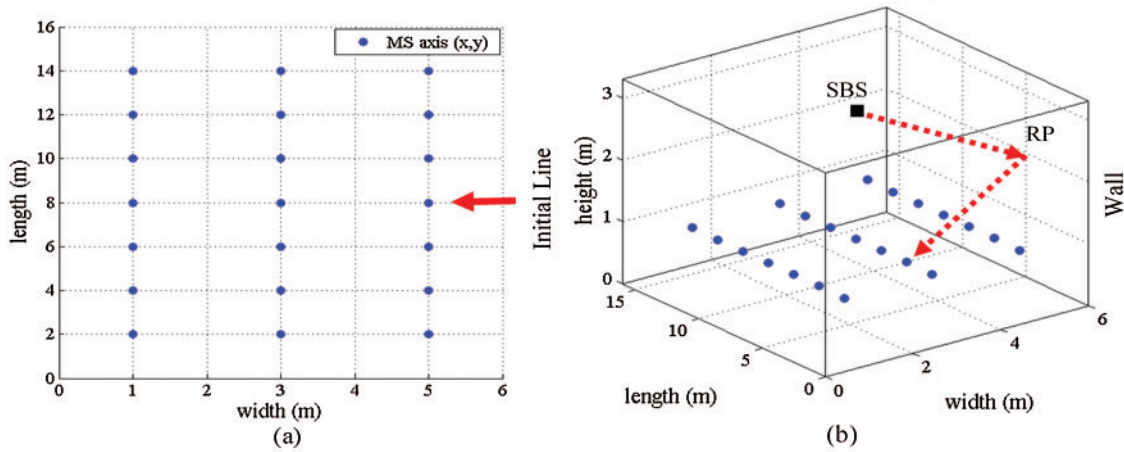 16
14
12
10
8
6
4
2
0
length (m)
MS axis (x,y)
0 1 2 3 4 5 6
width (m)
(a)
Initial Line
3
2
1
0
height (m)
SBS
RP
Wall
15
10
5
0
length (m)
0
2
4
6
width (m)
(b)